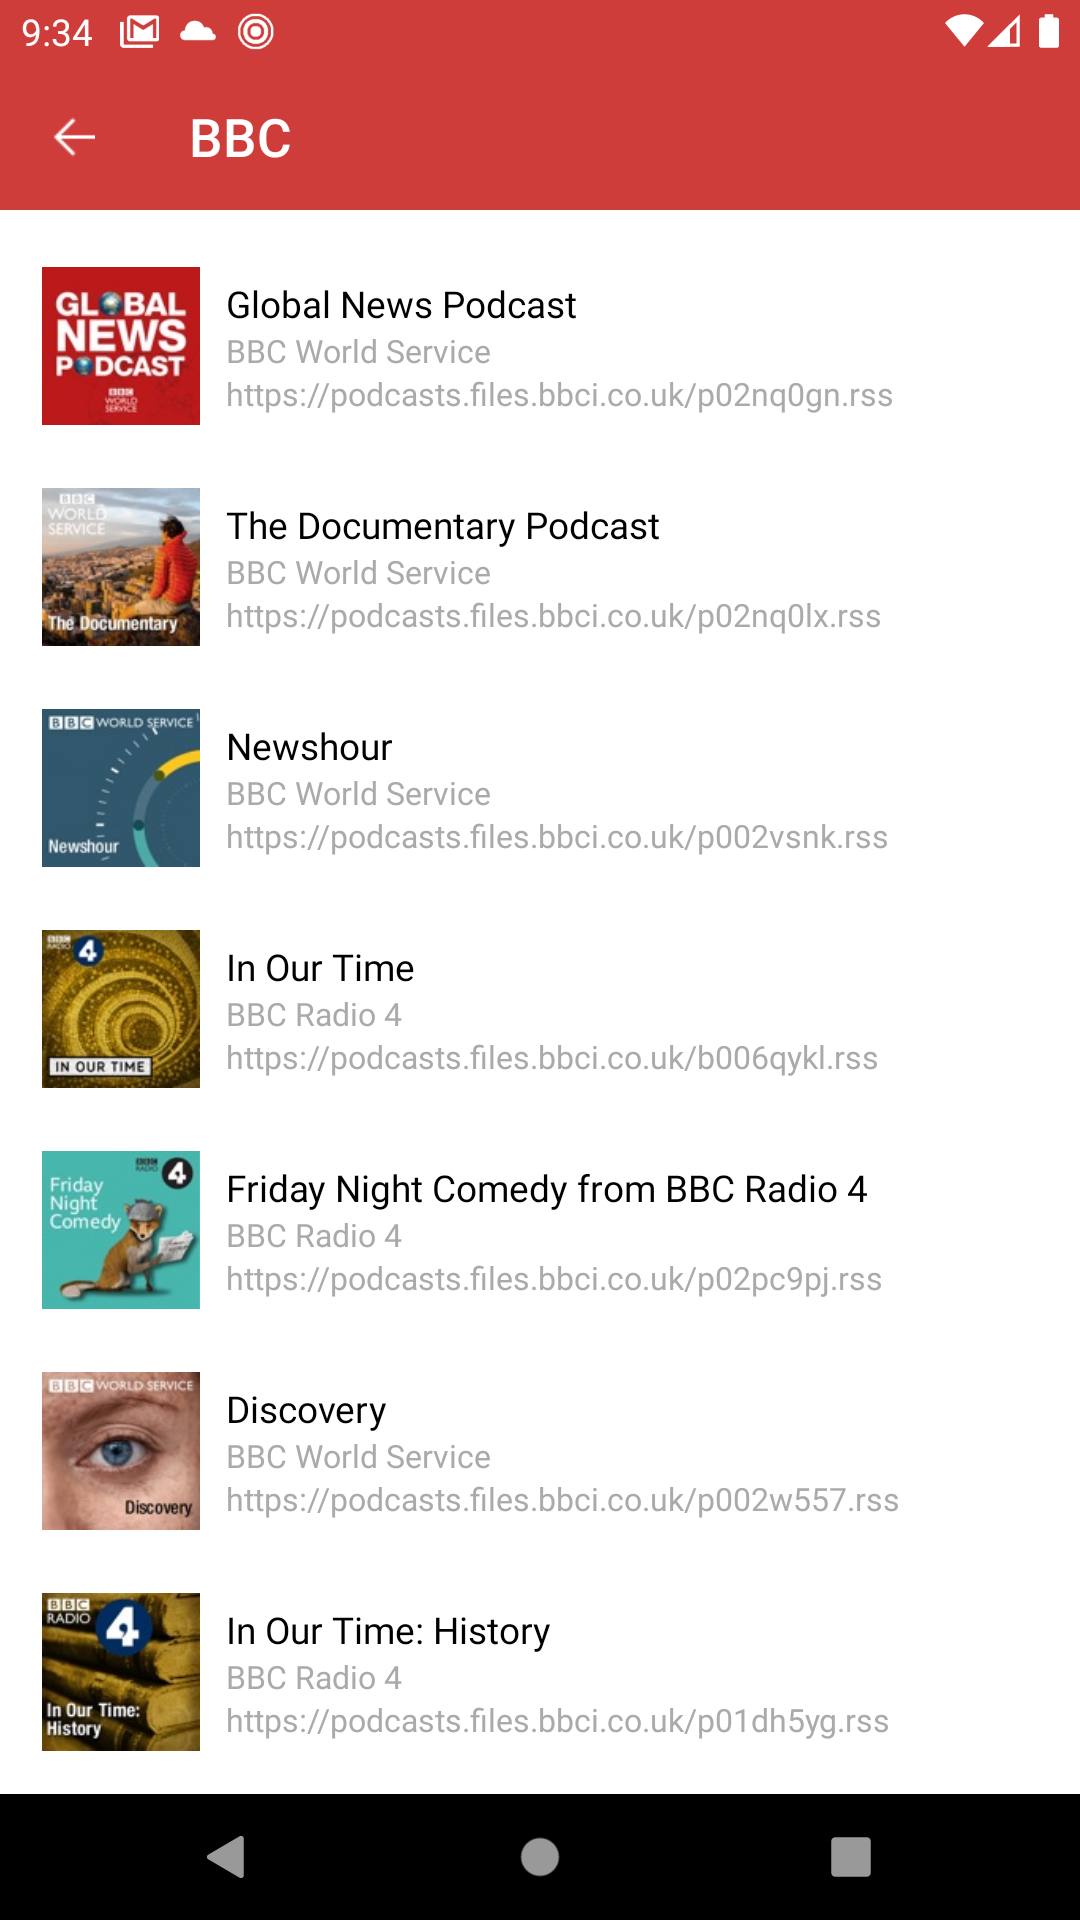 9:34
BBC
GLOBAL
NEWS
PODCAST
BBC
WORLD
SERVICE
Global News Podcast
BBC World Service
https://podcasts.files.bbci.co.uk/p02nq0gn.rss
BBC
WORLD
SERVICE
The Documentary
The Documentary Podcast
BBC World Service
https://podcasts.files.bbci.co.uk/p02nq0lx.rss
BBC WORLD SERVICE
Newshour
Newshour
BBC World Service
https://podcasts.files.bbci.co.uk/p002vsnk.rss
BBC
RADIO 4
IN OUR TIME
In Our Time
BBC Radio 4
https://podcasts.files.bbci.co.uk/b006qykl.rss
BBC
RADIO 4
Friday
Night
Comedy
Friday Night Comedy from BBC Radio 4
BBC Radio 4
https://podcasts.files.bbci.co.uk/p02pc9pj.rss
BBC WORLD SERVICE
Discovery
Discovery
BBC World Service
https://podcasts.files.bbci.co.uk/p002w557.rss
BBC
RADIO 4
In Our Time:
History
In Our Time: History
BBC Radio 4
https://podcasts.files.bbci.co.uk/p01dh5yg.rss